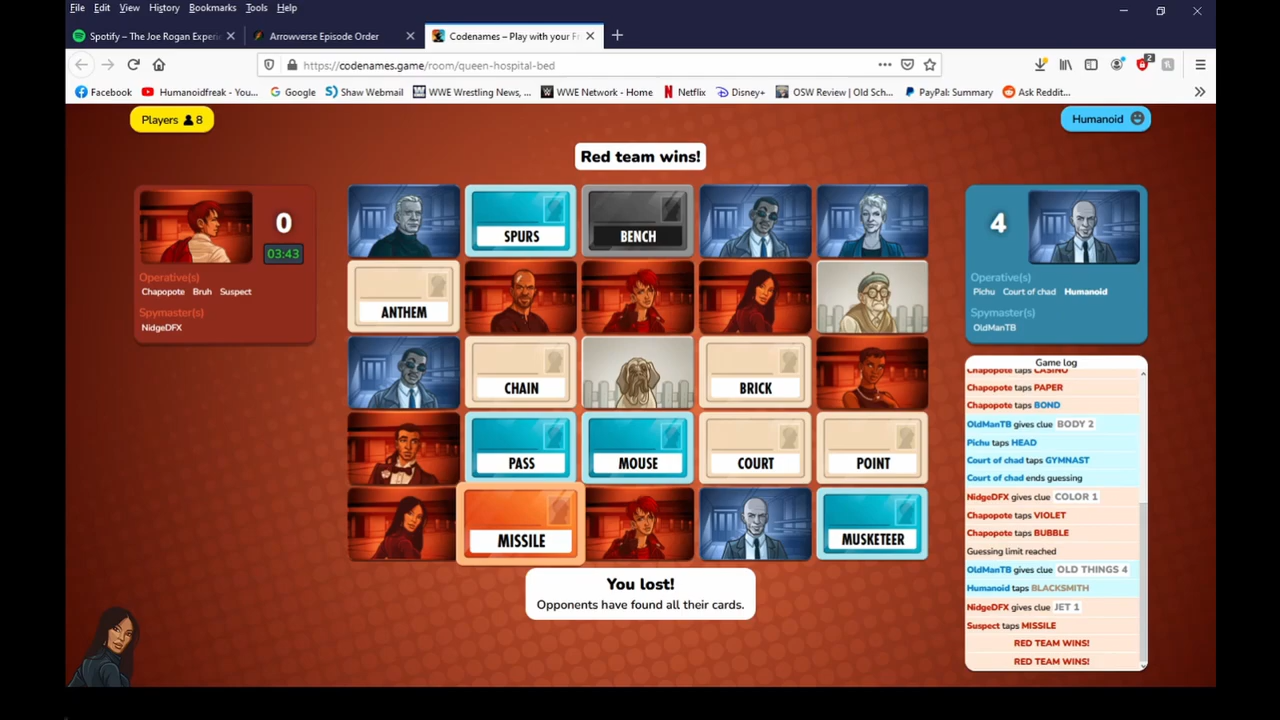 File Edit View History Bookmarks Tools Help
Spotify – The Joe Rogan Experi
Arrowverse Episode Order
Codenames – Play with your Fr
https://codenames.game/room/queen-hospital-bed
2
Facebook
Humanoidfreak - You...
Google
Shaw Webmail
WWE Wrestling News, ...
WWE Network - Home
Netflix
Disney+
OSW Review | Old Sch...
PayPal: Summary
Ask Reddit...
Players 8
Humanoid
Red team wins!
0
03:43
Operative(s)
Chapopote Bruh Suspect
Spymaster(s)
NidgeDFX
SPURS
BENCH
ANTHEM
CHAIN
BRICK
PASS
MOUSE
COURT
POINT
MISSILE
MUSKETEER
You lost!
Opponents have found all their cards.
4
Operative(s)
Pichu Court of chad Humanoid
Spymaster(s)
OldManTB
Game log
Chapopote taps CASINO
Chapopote taps PAPER
Chapopote taps BOND
OldManTB gives clue BODY 2
Pichu taps HEAD
Court of chad taps GYMNAST
Court of chad ends guessing
NidgeDFX gives clue COLOR 1
Chapopote taps VIOLET
Chapopote taps BUBBLE
Guessing limit reached
OldManTB gives clue OLD THINGS 4
Humanoid taps BLACKSMITH
NidgeDFX gives clue JET 1
Suspect taps MISSILE
RED TEAM WINS!
RED TEAM WINS!